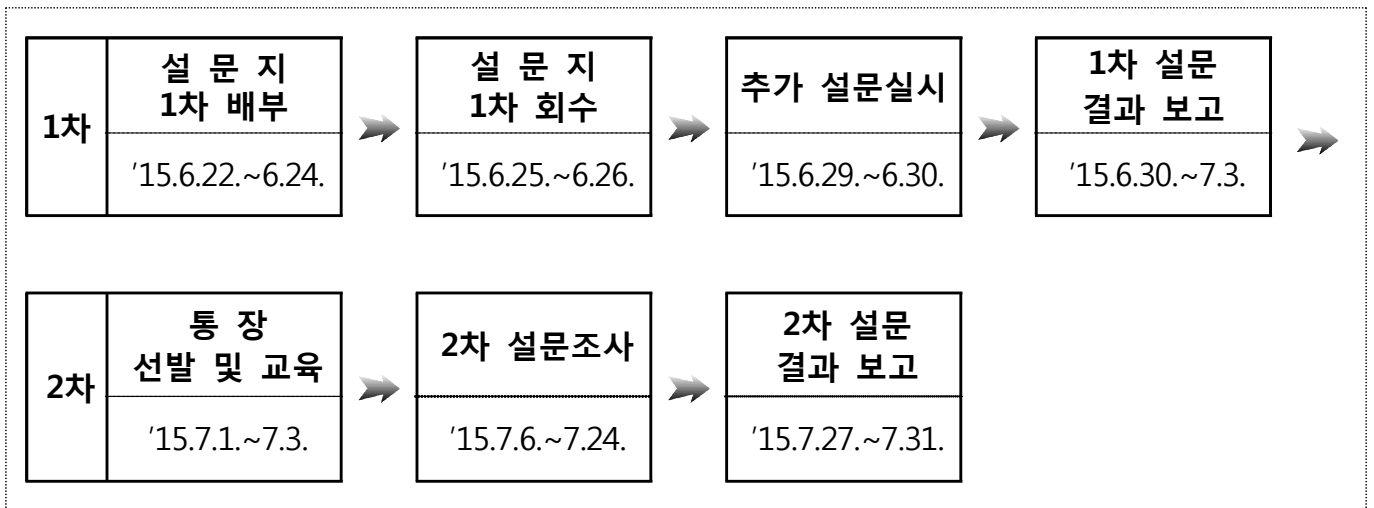 1차
설 문 지
1차 배부
'15.6.22.~6.24.
설 문 지
1차 회수
'15.6.25.~6.26.
추가 설문실시
'15.6.29.~6.30.
1차 설문
결과 보고
'15.6.30.~7.3.
2차
통 장
선발 및 교육
'15.7.1.~7.3.
2차 설문조사
'15.7.6.~7.24.
2차 설문
결과 보고
'15.7.27.~7.31.